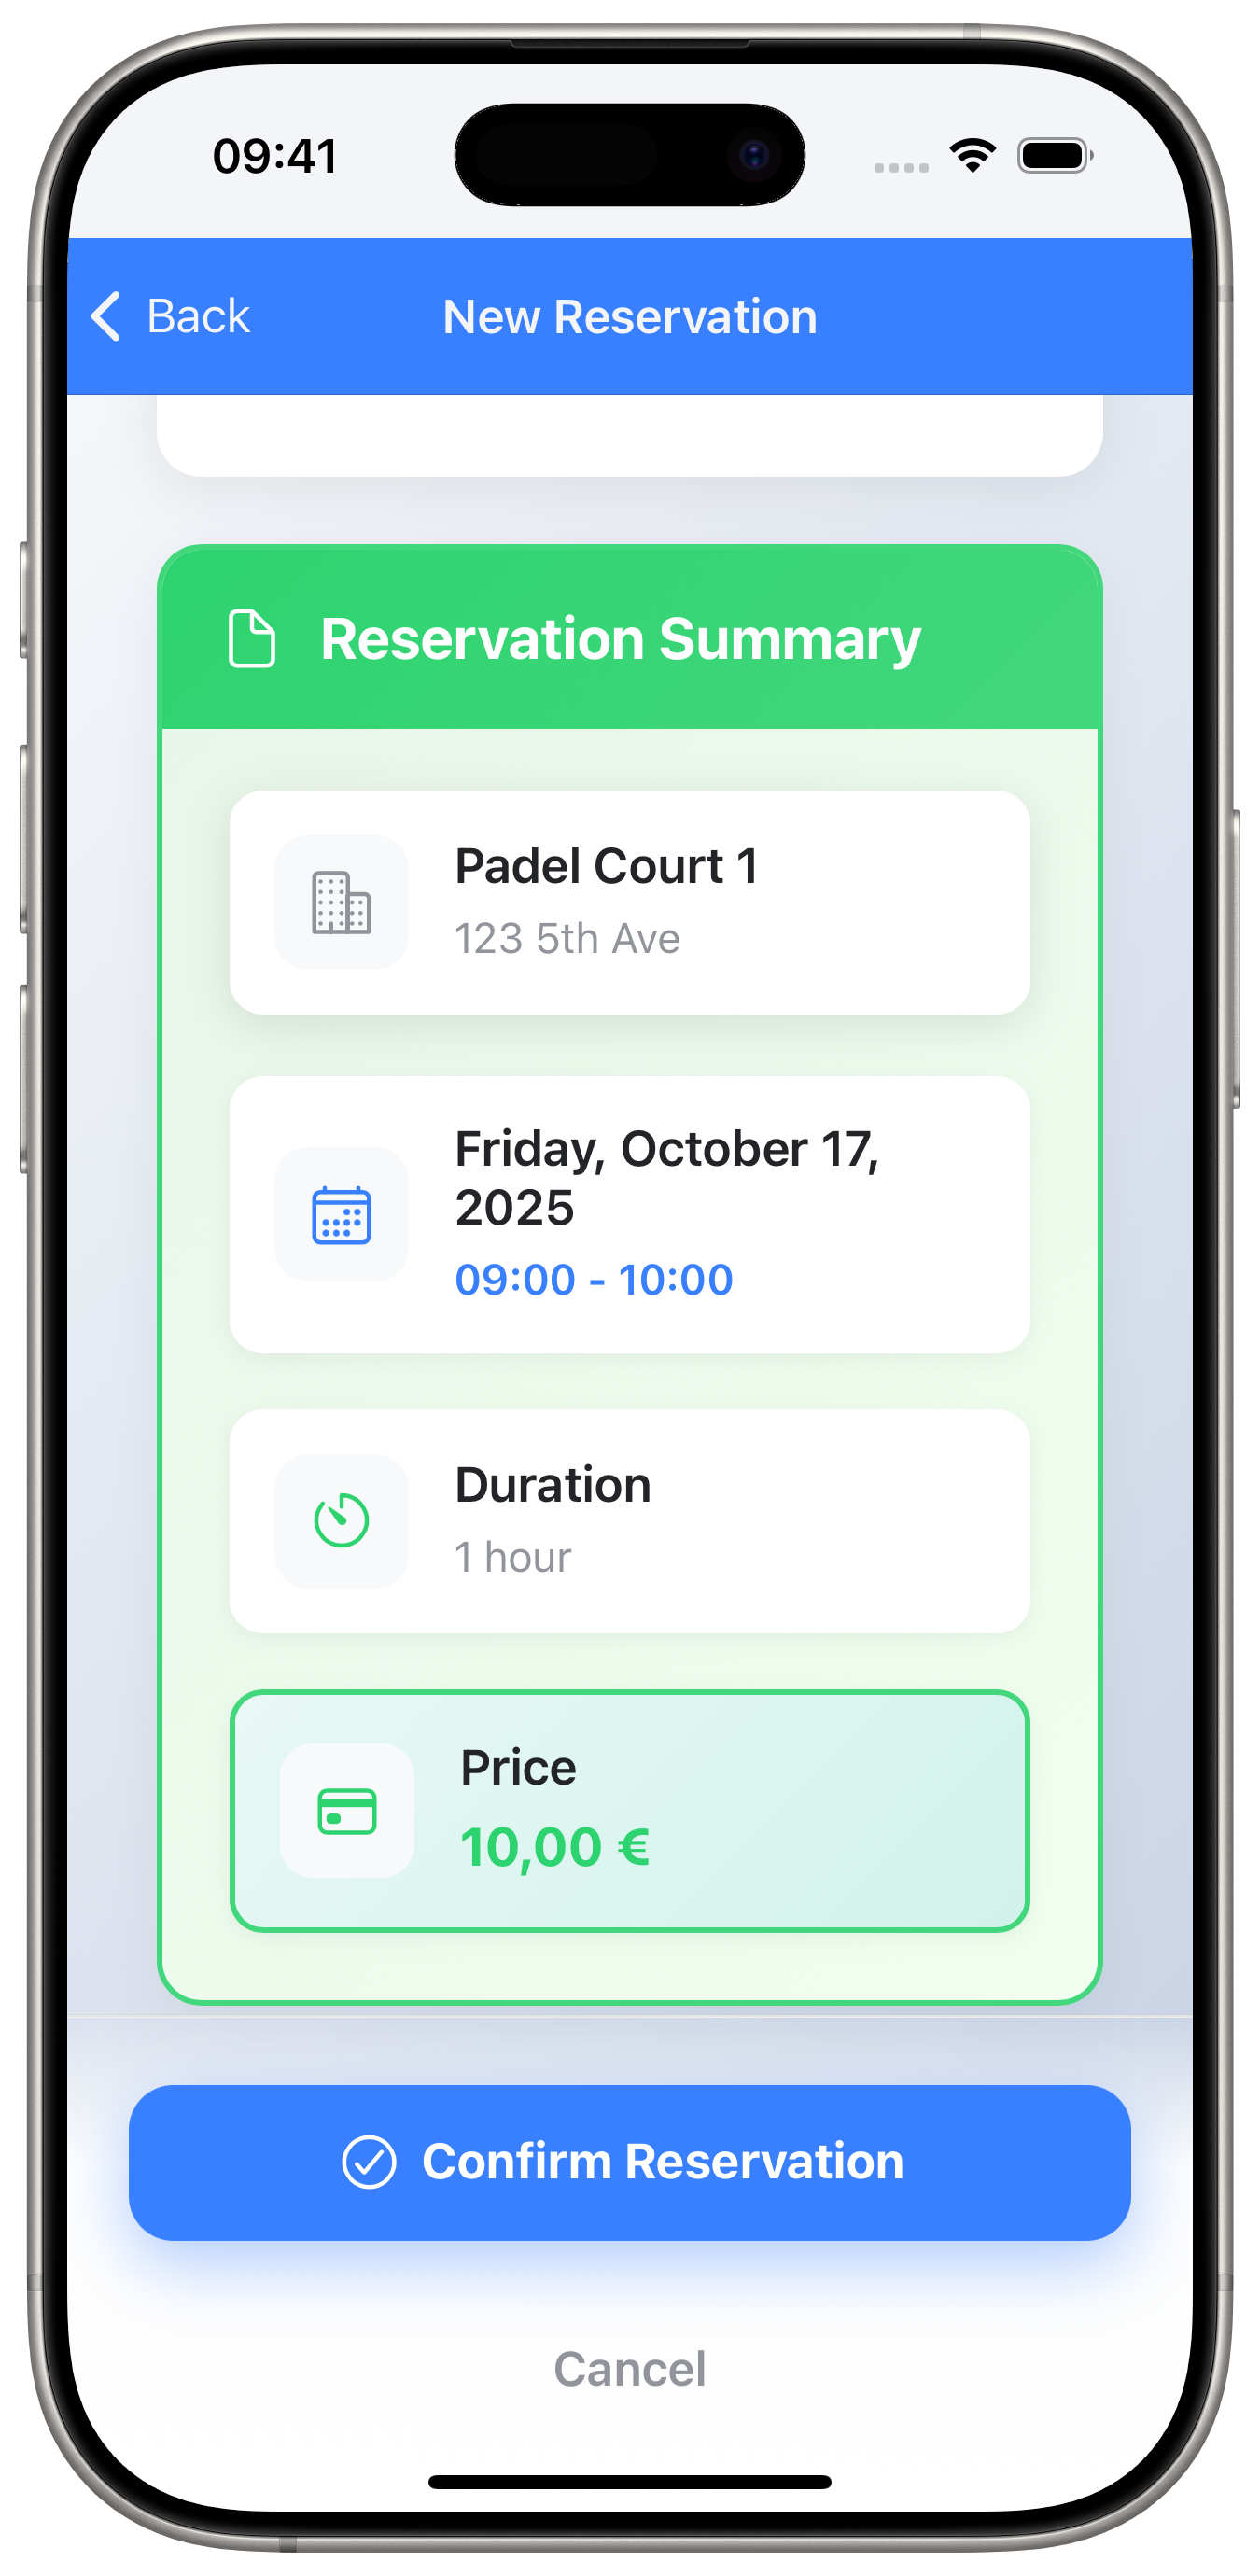 09:41
Back
New Reservation
Reservation Summary
Padel Court 1
123 5th Ave
Friday, October 17,
2025
09:00 - 10:00
Duration
1 hour
Price
10,00 €
Confirm Reservation
Cancel